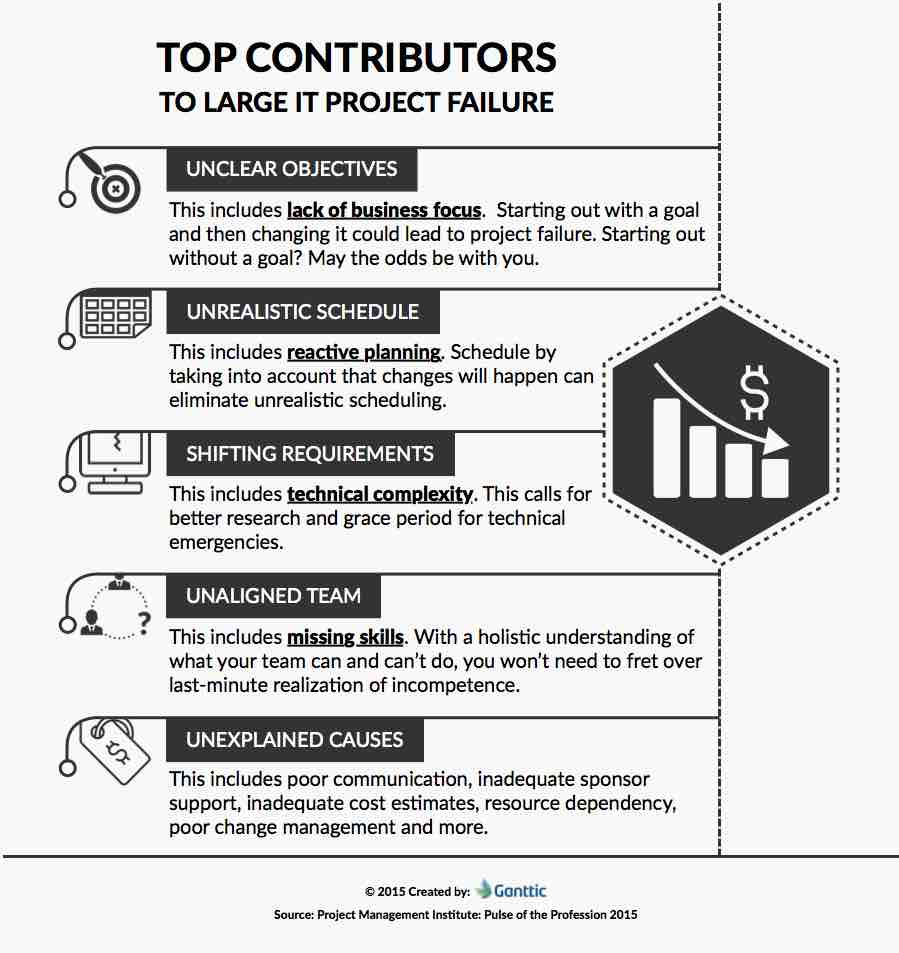 TOP CONTRIBUTORS
TO LARGE IT PROJECT FAILURE
UNCLEAR OBJECTIVES
This includes lack of business focus.  Starting out with a goal
and then changing it could lead to project failure. Starting out
without a goal? May the odds be with you.
UNREALISTIC SCHEDULE
This includes reactive planning. Schedule by
taking into account that changes will happen can
eliminate unrealistic scheduling.
$
SHIFTING REQUIREMENTS
This includes technical complexity. This calls for
better research and grace period for technical
emergencies.
UNALIGNED TEAM
?
This includes missing skills. With a holistic understanding of
what your team can and can’t do, you won’t need to fret over
last-minute realization of incompetence.
UNEXPLAINED CAUSES
$
This includes poor communication, inadequate sponsor
support, inadequate cost estimates, resource dependency,
poor change management and more.
© 2015 Created by: Ganttic
Source: Project Management Institute: Pulse of the Profession 2015